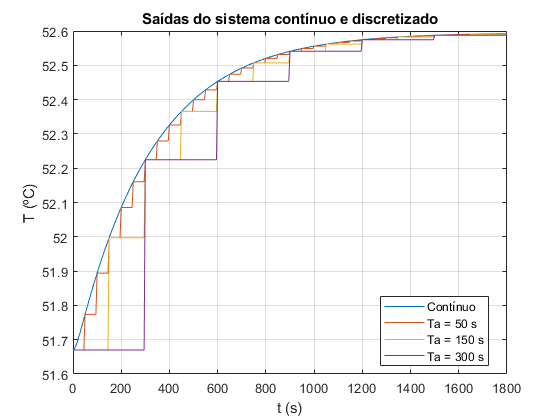 Saídas do sistema contínuo e discretizado
52.6
52.5
52.4
52.3
52.2
52.1
52
51.9
51.8
51.7
51.6
T (ºC)
0 200 400 600 800 1000 1200 1400 1600 1800
t (s)
Contínuo
Ta = 50 s
Ta = 150 s
Ta = 300 s